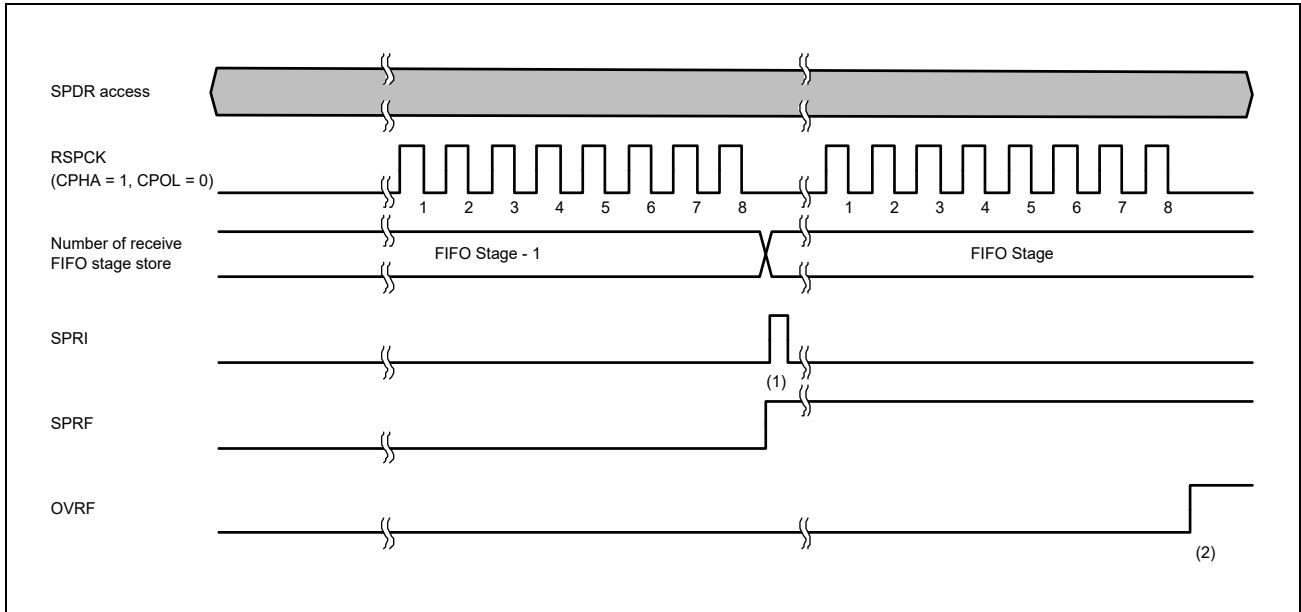 SPDR access
RSPCK
(CPHA = 1, CPOL = 0)
1 2 3 4 5 6 7 8 1 2 3 4 5 6 7 8
Number of receive
FIFO stage store
FIFO Stage - 1
FIFO Stage
SPRI
(1)
SPRF
OVRF
(2)